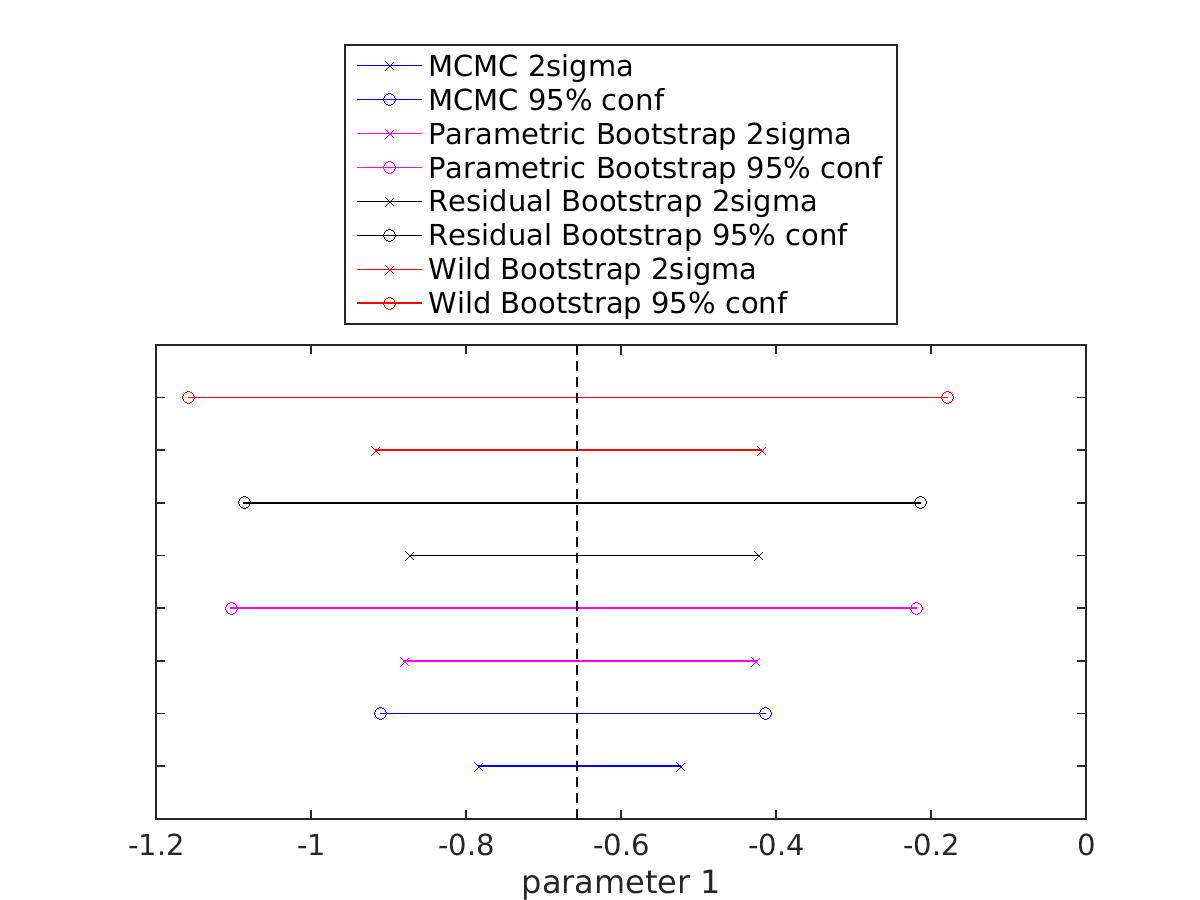 MCMC 2sigma
MCMC 95% conf
Parametric Bootstrap 2sigma
Parametric Bootstrap 95% conf
Residual Bootstrap 2sigma
Residual Bootstrap 95% conf
Wild Bootstrap 2sigma
Wild Bootstrap 95% conf
-1.2 -1 -0.8 -0.6 -0.4 -0.2 0
parameter 1